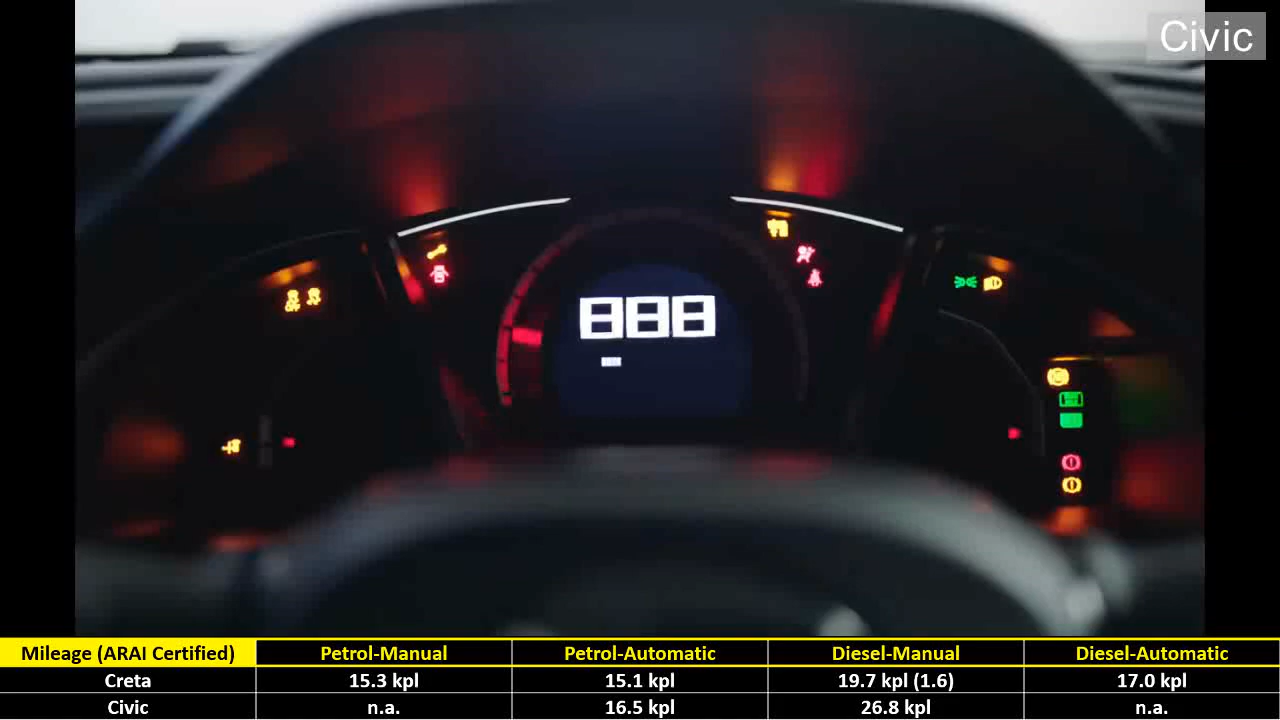 Civic
888
Mileage (ARAI Certified) Petrol-Manual Petrol-Automatic Diesel-Manual Diesel-Automatic
Creta 15.3 kpl 15.1 kpl 19.7 kpl (1.6) 17.0 kpl
Civic n.a. 16.5 kpl 26.8 kpl n.a.